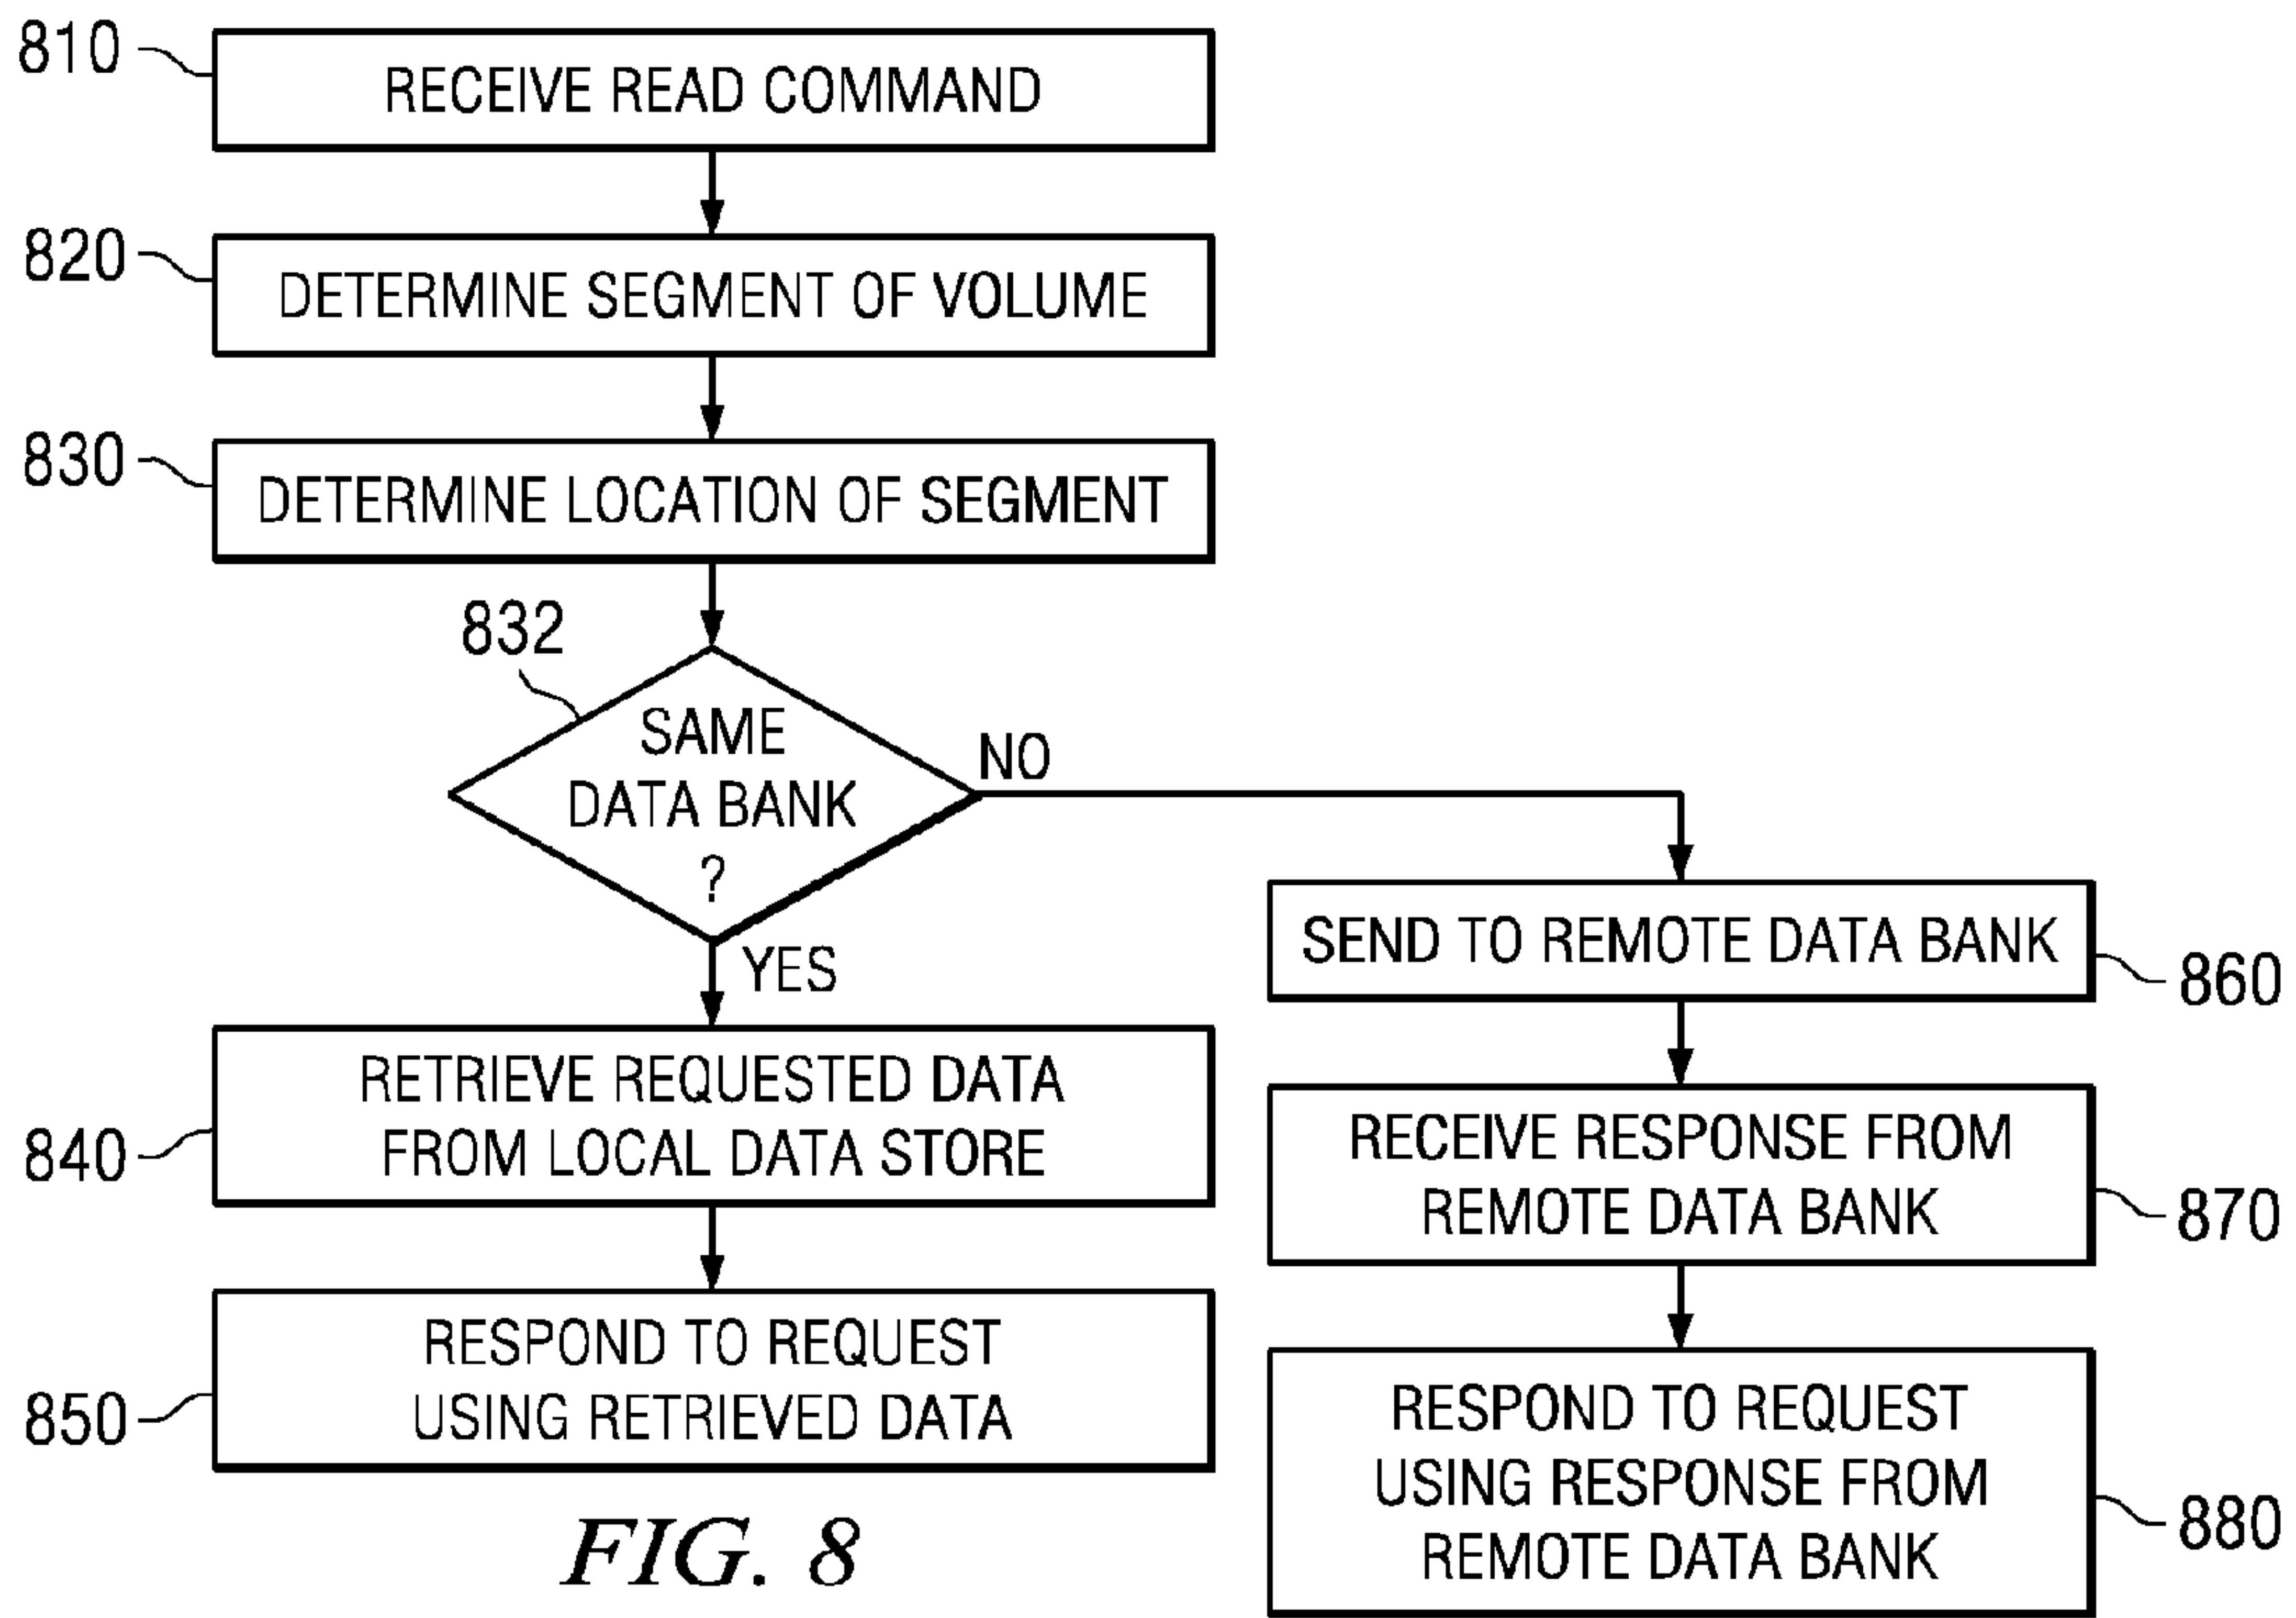 810
RECEIVE READ COMMAND
820
DETERMINE SEGMENT OF VOLUME
830
DETERMINE LOCATION OF SEGMENT
832
SAME
DATA BANK
?
NO
YES
840
RETRIEVE REQUESTED DATA
FROM LOCAL DATA STORE
850
RESPOND TO REQUEST
USING RETRIEVED DATA
SEND TO REMOTE DATA BANK
860
RECEIVE RESPONSE FROM
REMOTE DATA BANK
870
RESPOND TO REQUEST
USING RESPONSE FROM
REMOTE DATA BANK
880
FIG. 8